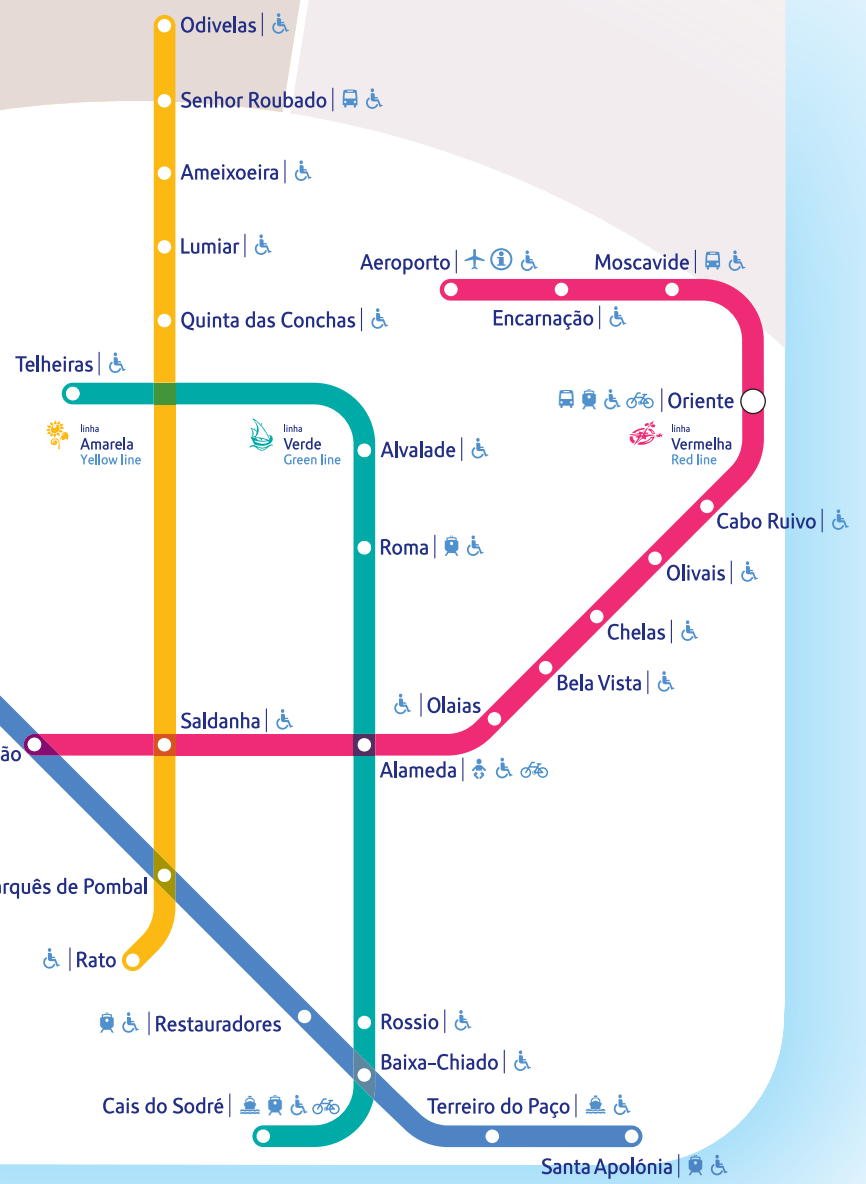 Odivelas
Senhor Roubado
Ameixoeira
Lumiar
Aeroporto
Moscavide
Quinta das Conchas
Encarnação
Telheiras
Oriente
linha
Amarela
Yellow line
linha
Verde
Green line
Alvalade
linha
Vermelha
Red line
Cabo Ruivo
Roma
Olivais
Chelas
Bela Vista
Olaias
Saldanha
ão
Alameda
arquês de Pombal
Rato
Restauradores
Rossio
Baixa-Chiado
Cais do Sodré
Terreiro do Paço
Santa Apolónia